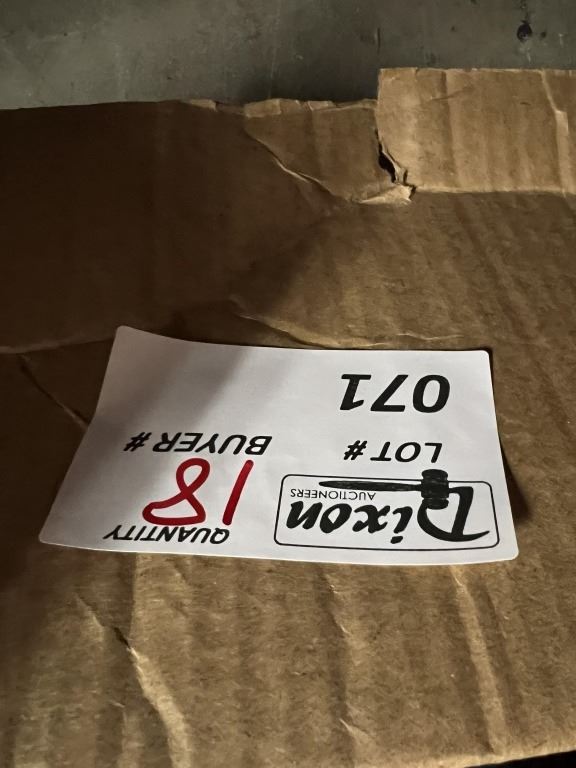 Dixon
AUCTIONEERS
QUANTITY
18
LOT #
BUYER #
071